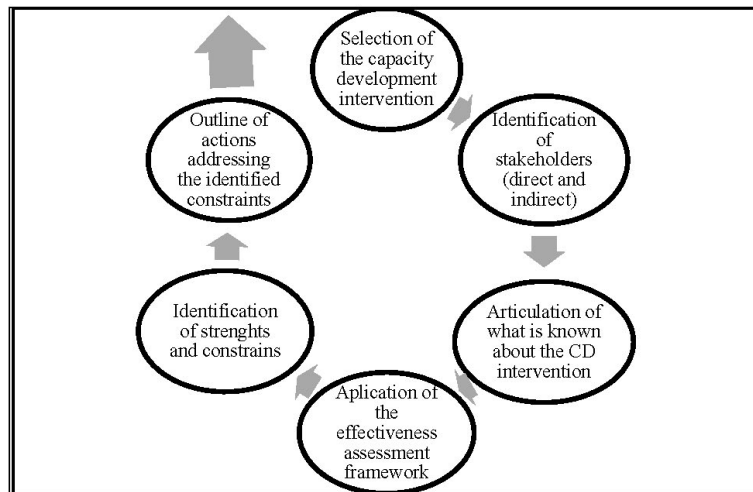 Selection of
the capacity
development
intervention
Identification
of
stakeholders
(direct and
indirect)
Articulation of
what is known
about the CD
intervention
Aplication of
the
effectiveness
assessment
framework
Identification
of strenghts
and constrains
Outline of
actions
addressing
the identified
constraints